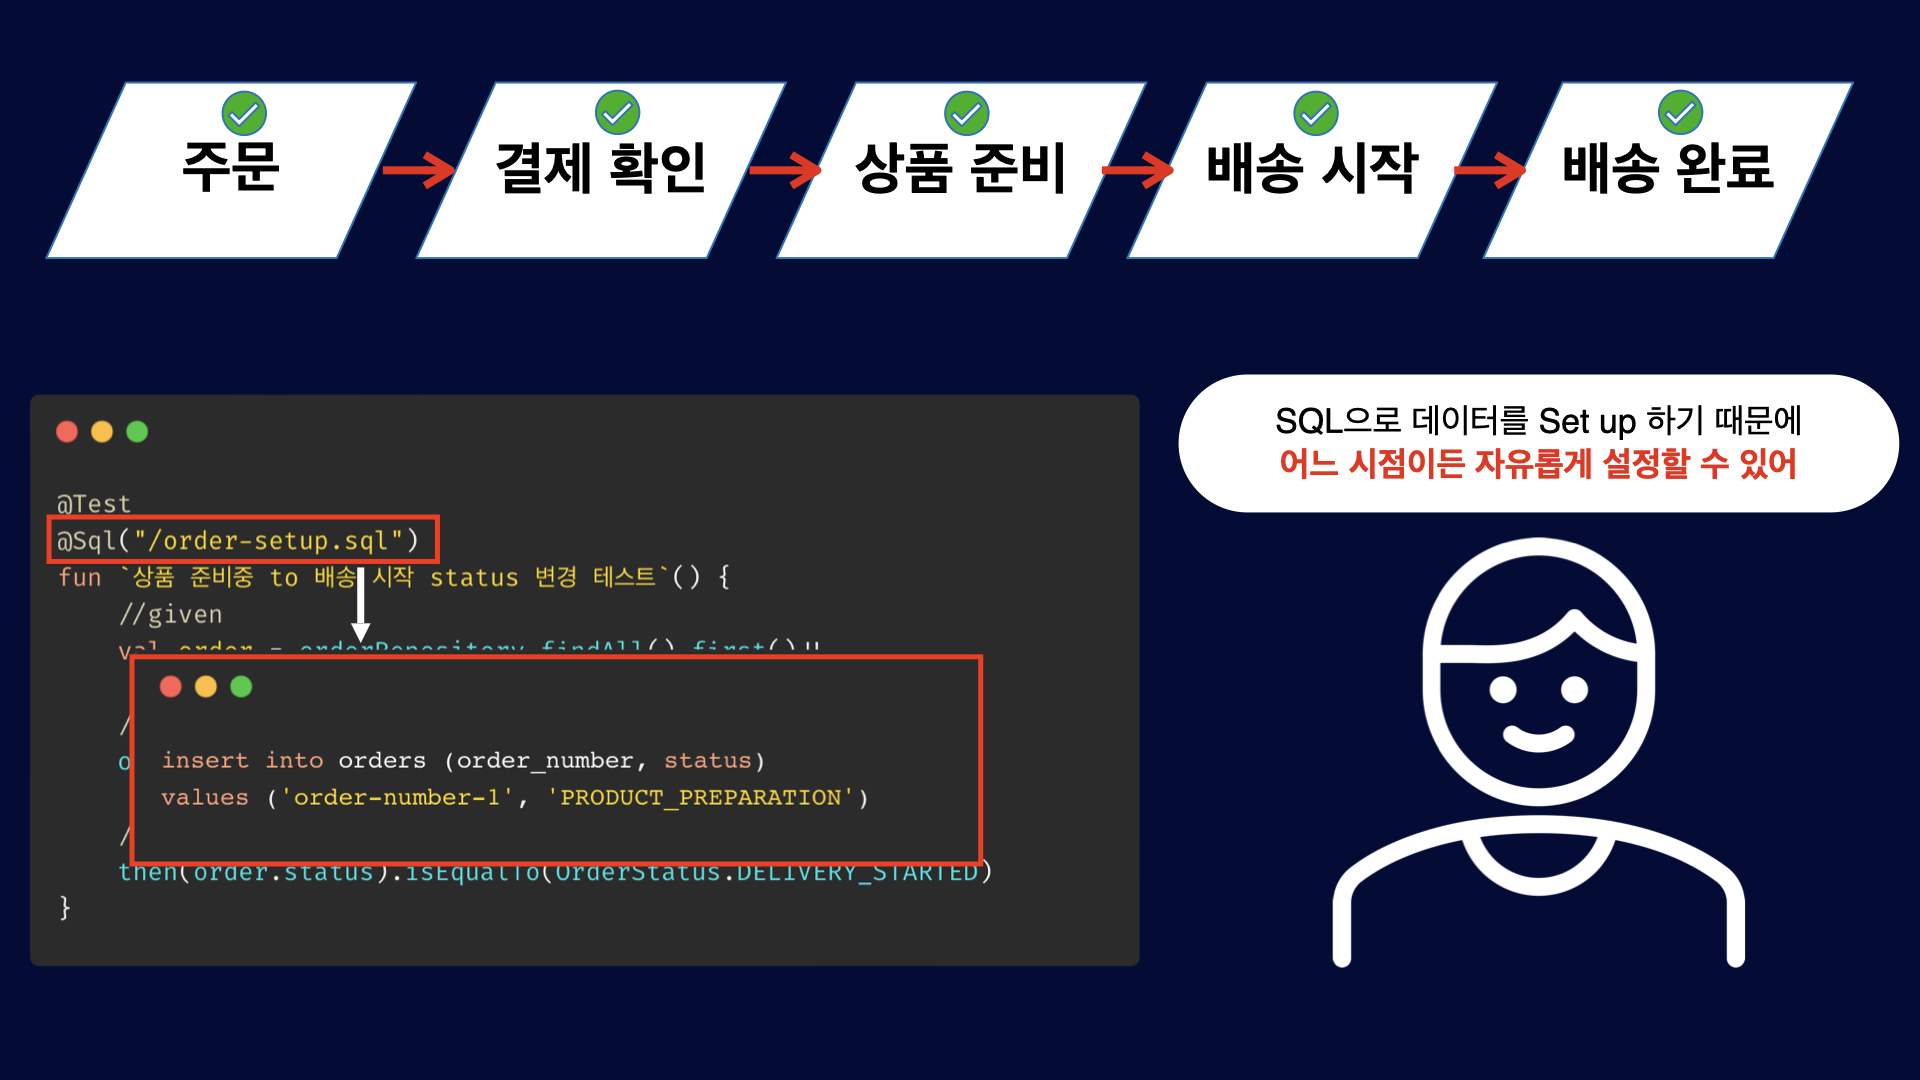 주문
결제 확인
상품 준비
배송 시작
배송 완료
SQL으로 데이터를 Set up 하기 때문에
어느 시점이든 자유롭게 설정할 수 있어
@Test
@Sql("/order-setup.sql")
fun `상품 준비중 to 배송 시작 status 변경 테스트`() {
//given
val order = orderRepository.findAll().first()!!
/
o
insert into orders (order_number, status)
values ('order-number-1', 'PRODUCT_PREPARATION')
/
then(order.status).isEqualTo(OrderStatus.DELIVERY_STARTED)
}